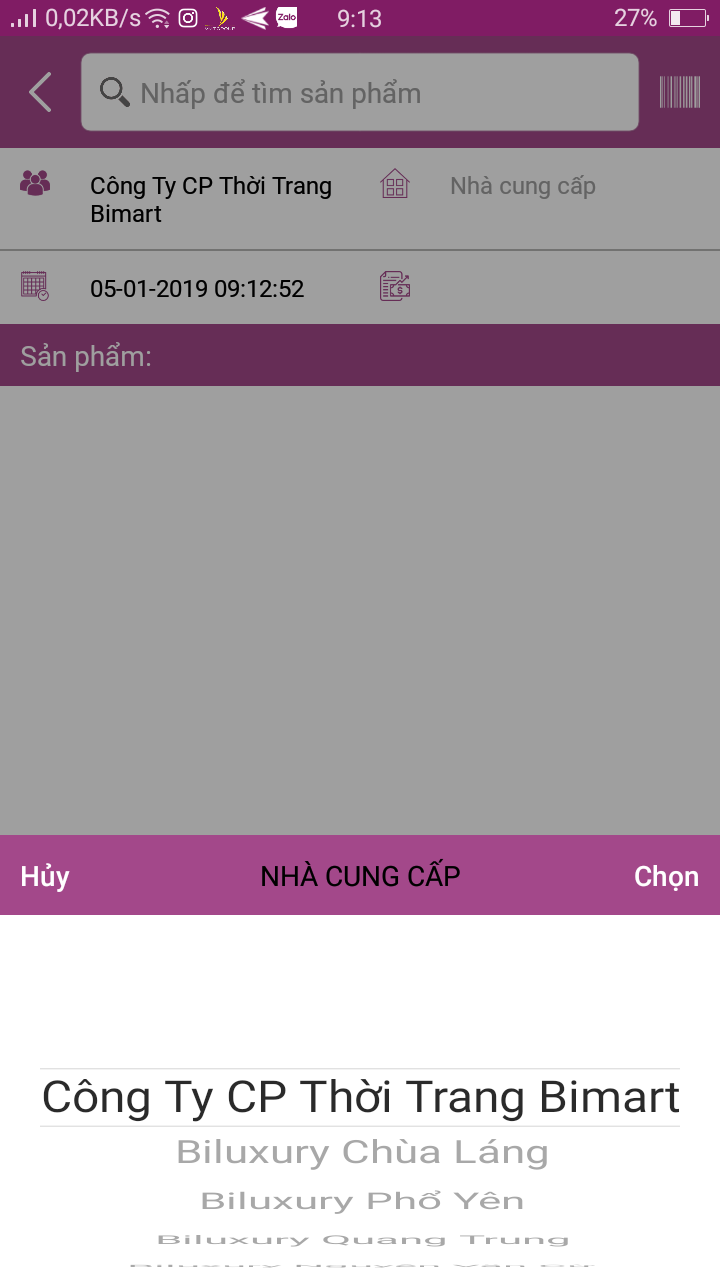 0,02KB/s Zalo 9:13 27%
Nhấp để tìm sản phẩm
Công Ty CP Thời Trang Bimart
Nhà cung cấp
05-01-2019 09:12:52
Sản phẩm:
Hủy NHÀ CUNG CẤP Chọn
Công Ty CP Thời Trang Bimart
Biluxury Chùa Láng
Biluxury Phổ Yên
Biluxury Quang Trung